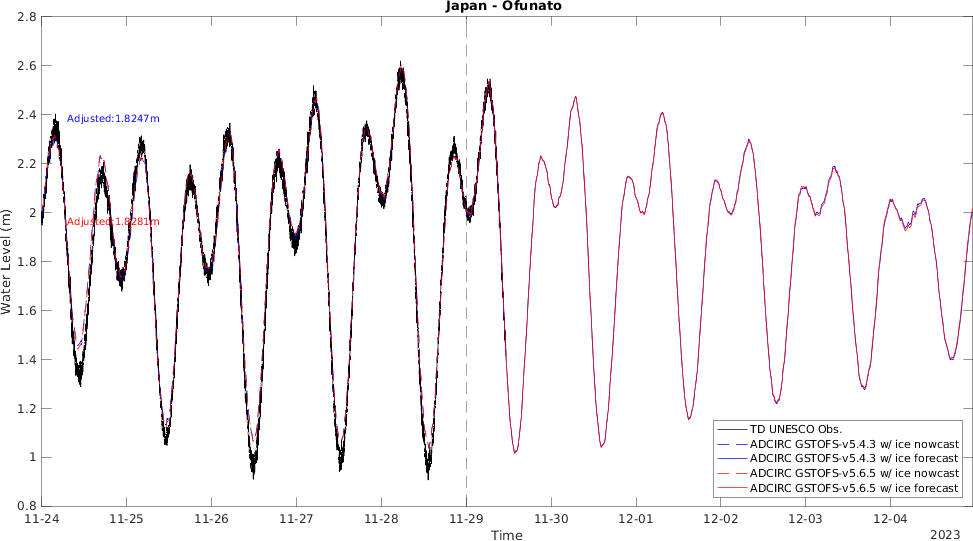 Japan - Ofunato
2.8
2.6
2.4
2.2
2
1.8
1.6
1.4
1.2
1
0.8
Water Level (m)
Adjusted:1.8247m
Adjusted:1.8281m
TD UNESCO Obs.
ADCIRC GSTOFS-v5.4.3 w/ ice nowcast
ADCIRC GSTOFS-v5.4.3 w/ ice forecast
ADCIRC GSTOFS-v5.6.5 w/ ice nowcast
ADCIRC GSTOFS-v5.6.5 w/ ice forecast
11-24 11-25 11-26 11-27 11-28 11-29 11-30 12-01 12-02 12-03 12-04
Time
2023